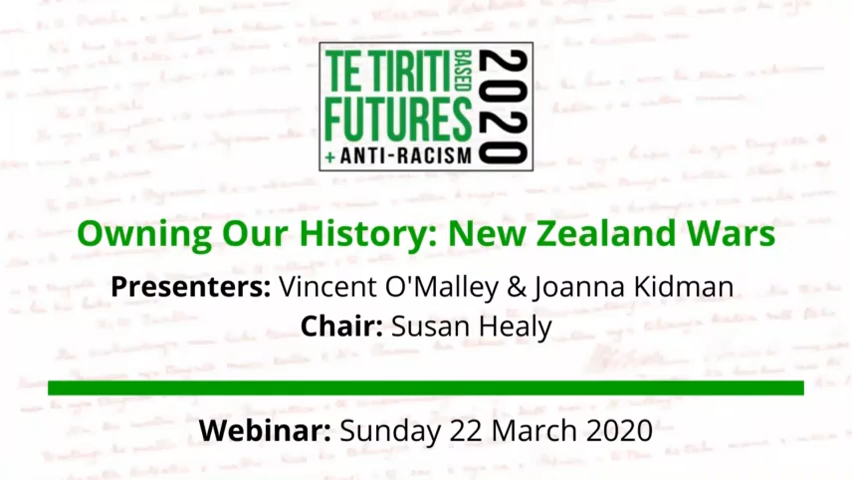 TE TIRITI BASED
FUTURES
+ ANTI-RACISM
2020
Owning Our History: New Zealand Wars
Presenters: Vincent O'Malley & Joanna Kidman
Chair: Susan Healy
Webinar: Sunday 22 March 2020